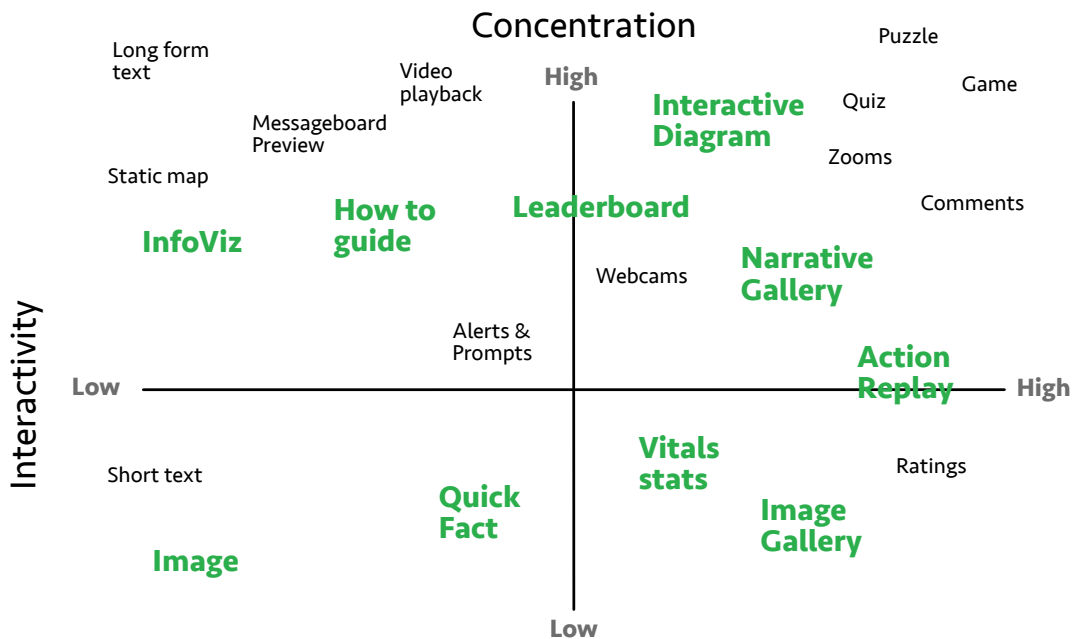 Concentration
Long form
text
Video
playback
High
Puzzle
Game
Interactive
Diagram
Quiz
Messageboard
Preview
Zooms
Static map
Comments
How to
guide
Leaderboard
InfoViz
Narrative
Gallery
Webcams
Alerts &
Prompts
Action
Replay
Interactivity
Low
High
Short text
Vitals
stats
Ratings
Quick
Fact
Image
Gallery
Image
Low